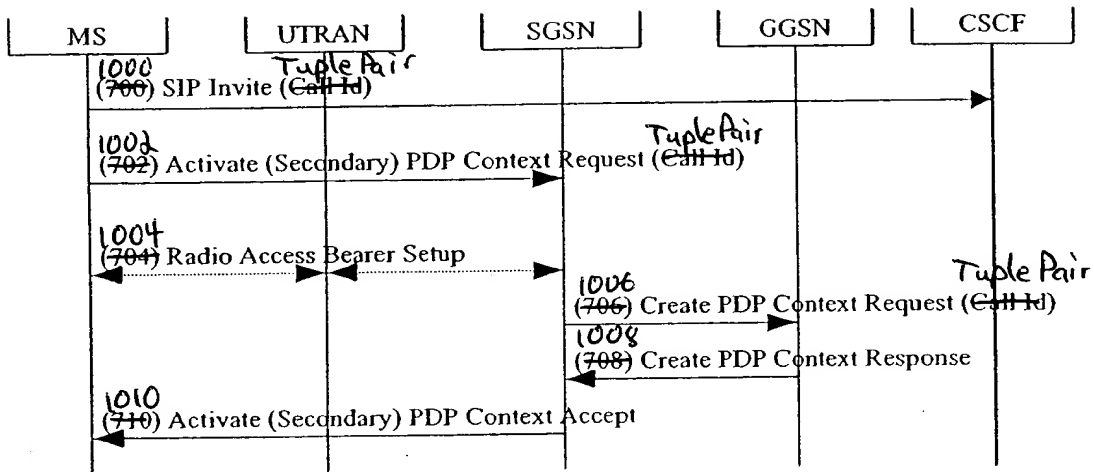 MS UTRAN SGSN GGSN CSCF
1000 Tuple Pair
(700) SIP Invite (Call Id)
1002 Tuple Pair
(702) Activate (Secondary) PDP Context Request (Call Id)
1004
(704) Radio Access Bearer Setup
1006 Tuple Pair
(706) Create PDP Context Request (Call Id)
1008
(708) Create PDP Context Response
1010
(710) Activate (Secondary) PDP Context Accept